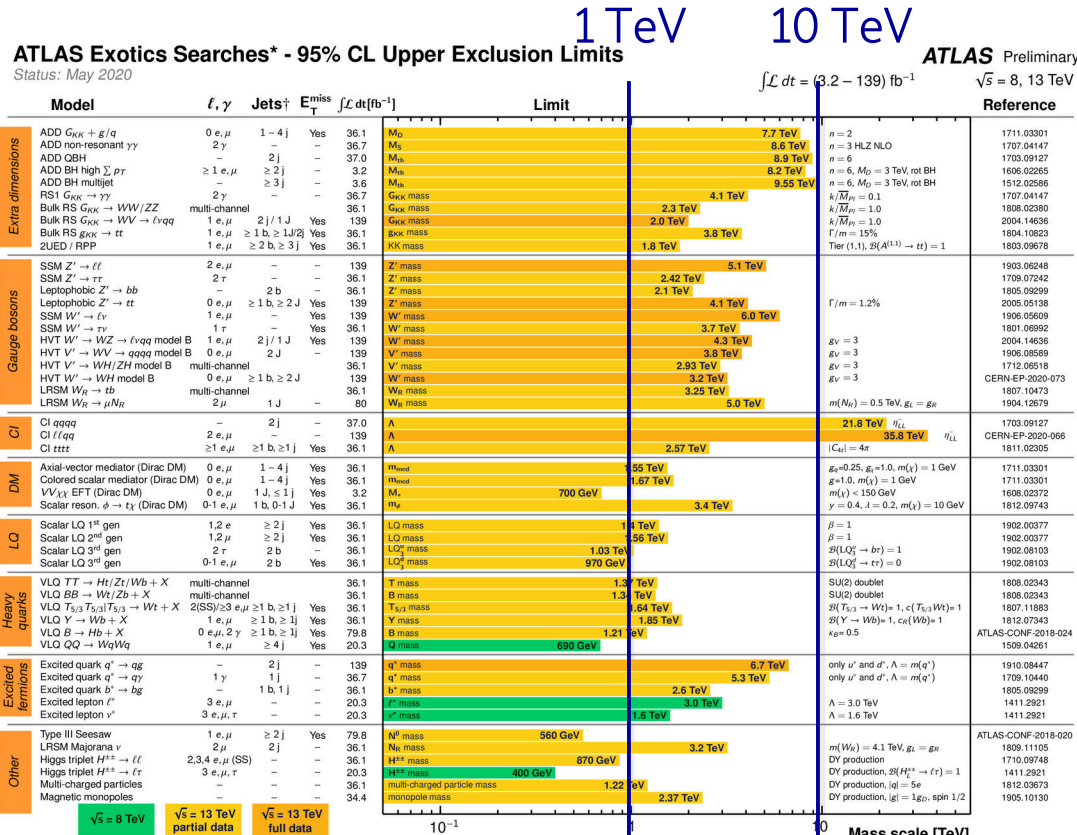 1 TeV 10 TeV
ATLAS Exotics Searches* - 95% CL Upper Exclusion Limits ATLAS Preliminary
Status: May 2020 ∫ℒ dt = (3.2 – 139) fb⁻¹ √s = 8, 13 TeV
Model ℓ, γ Jets† E_T^miss ∫ℒ dt[fb⁻¹] Limit Reference
Extra dimensions
ADD G_KK + g/q 0 e, μ 1 – 4 j Yes 36.1 M_D 7.7 TeV n = 2 1711.03301
ADD non-resonant γγ 2 γ – – 36.7 M_S 8.6 TeV n = 3 HLZ NLO 1707.04147
ADD QBH – 2 j – 37.0 M_th 8.9 TeV n = 6 1703.09127
ADD BH high ∑ p_T ≥ 1 e, μ ≥ 2 j – 3.2 M_th 8.2 TeV n = 6, M_D = 3 TeV, rot BH 1606.02265
ADD BH multijet – ≥ 3 j – 3.6 M_th 9.55 TeV n = 6, M_D = 3 TeV, rot BH 1512.02586
RS1 G_KK → γγ 2 γ – – 36.7 G_KK mass 4.1 TeV k/M̅_Pl = 0.1 1707.04147
Bulk RS G_KK → WW/ZZ multi-channel 36.1 G_KK mass 2.3 TeV k/M̅_Pl = 1.0 1808.02380
Bulk RS G_KK → WV → ℓνqq 1 e, μ 2 j / 1 J Yes 139 G_KK mass 2.0 TeV k/M̅_Pl = 1.0 2004.14636
Bulk RS g_KK → tt 1 e, μ ≥ 1 b, ≥ 1J/2j Yes 36.1 g_KK mass 3.8 TeV Γ/m = 15% 1804.10823
2UED / RPP 1 e, μ ≥ 2 b, ≥ 3 j Yes 36.1 KK mass 1.8 TeV Tier (1,1), ℬ(A^(1,1) → tt) = 1 1803.09678
Gauge bosons
SSM Z′ → ℓℓ 2 e, μ – – 139 Z′ mass 5.1 TeV 1903.06248
SSM Z′ → ττ 2 τ – – 36.1 Z′ mass 2.42 TeV 1709.07242
Leptophobic Z′ → bb – 2 b – 36.1 Z′ mass 2.1 TeV 1805.09299
Leptophobic Z′ → tt 0 e, μ ≥ 1 b, ≥ 2 J Yes 139 Z′ mass 4.1 TeV Γ/m = 1.2% 2005.05138
SSM W′ → ℓν 1 e, μ – Yes 139 W′ mass 6.0 TeV 1906.05609
SSM W′ → τν 1 τ – Yes 36.1 W′ mass 3.7 TeV 1801.06992
HVT W′ → WZ → ℓνqq model B 1 e, μ 2 j / 1 J Yes 139 W′ mass 4.3 TeV g_V = 3 2004.14636
HVT V′ → WV → qqqq model B 0 e, μ 2 J – 139 V′ mass 3.8 TeV g_V = 3 1906.08589
HVT V′ → WH/ZH model B multi-channel 36.1 V′ mass 2.93 TeV g_V = 3 1712.06518
HVT W′ → WH model B 0 e, μ ≥ 1 b, ≥ 2 J 139 W′ mass 3.2 TeV g_V = 3 CERN-EP-2020-073
LRSM W_R → tb multi-channel 36.1 W_R mass 3.25 TeV 1807.10473
LRSM W_R → μN_R 2 μ 1 J – 80 W_R mass 5.0 TeV m(N_R) = 0.5 TeV, g_L = g_R 1904.12679
CI
CI qqqq – 2 j – 37.0 Λ 21.8 TeV η⁻_LL 1703.09127
CI ℓℓqq 2 e, μ – – 139 Λ 35.8 TeV η⁻_LL CERN-EP-2020-066
CI tttt ≥1 e,μ ≥1 b, ≥1 j Yes 36.1 Λ 2.57 TeV |C_4t| = 4π 1811.02305
DM
Axial-vector mediator (Dirac DM) 0 e, μ 1 – 4 j Yes 36.1 m_med 1.55 TeV g_q=0.25, g_χ=1.0, m(χ) = 1 GeV 1711.03301
Colored scalar mediator (Dirac DM) 0 e, μ 1 – 4 j Yes 36.1 m_med 1.67 TeV g=1.0, m(χ) = 1 GeV 1711.03301
VVχχ EFT (Dirac DM) 0 e, μ 1 J, ≤ 1 j Yes 3.2 M_* 700 GeV m(χ) < 150 GeV 1608.02372
Scalar reson. φ → tχ (Dirac DM) 0-1 e, μ 1 b, 0-1 J Yes 36.1 m_φ 3.4 TeV y = 0.4, λ = 0.2, m(χ) = 10 GeV 1812.09743
LQ
Scalar LQ 1st gen 1,2 e ≥ 2 j Yes 36.1 LQ mass 1.4 TeV β = 1 1902.00377
Scalar LQ 2nd gen 1,2 μ ≥ 2 j Yes 36.1 LQ mass 1.56 TeV β = 1 1902.00377
Scalar LQ 3rd gen 2 τ 2 b – 36.1 LQ₃ᵘ mass 1.03 TeV ℬ(LQ₃ᵘ → bτ) = 1 1902.08103
Scalar LQ 3rd gen 0-1 e, μ 2 b Yes 36.1 LQ₃ᵈ mass 970 GeV ℬ(LQ₃ᵈ → tτ) = 0 1902.08103
Heavy quarks
VLQ TT → Ht/Zt/Wb + X multi-channel 36.1 T mass 1.37 TeV SU(2) doublet 1808.02343
VLQ BB → Wt/Zb + X multi-channel 36.1 B mass 1.34 TeV SU(2) doublet 1808.02343
VLQ T_5/3 T_5/3|T_5/3 → Wt + X 2(SS)/≥3 e,μ ≥1 b, ≥1 j Yes 36.1 T_5/3 mass 1.64 TeV ℬ(T_5/3 → Wt)= 1, c(T_5/3 Wt)= 1 1807.11883
VLQ Y → Wb + X 1 e, μ ≥ 1 b, ≥ 1j Yes 36.1 Y mass 1.85 TeV ℬ(Y → Wb)= 1, c_R(Wb)= 1 1812.07343
VLQ B → Hb + X 0 e,μ, 2 γ ≥ 1 b, ≥ 1j Yes 79.8 B mass 1.21 TeV κ_B= 0.5 ATLAS-CONF-2018-024
VLQ QQ → WqWq 1 e, μ ≥ 4 j Yes 20.3 Q mass 690 GeV 1509.04261
Excited fermions
Excited quark q* → qg – 2 j – 139 q* mass 6.7 TeV only u* and d*, Λ = m(q*) 1910.08447
Excited quark q* → qγ 1 γ 1 j – 36.7 q* mass 5.3 TeV only u* and d*, Λ = m(q*) 1709.10440
Excited quark b* → bg – 1 b, 1 j – 36.1 b* mass 2.6 TeV 1805.09299
Excited lepton ℓ* 3 e, μ – – 20.3 ℓ* mass 3.0 TeV Λ = 3.0 TeV 1411.2921
Excited lepton ν* 3 e, μ, τ – – 20.3 ν* mass 1.6 TeV Λ = 1.6 TeV 1411.2921
Other
Type III Seesaw 1 e, μ ≥ 2 j Yes 79.8 N⁰ mass 560 GeV ATLAS-CONF-2018-020
LRSM Majorana ν 2 μ 2 j – 36.1 N_R mass 3.2 TeV m(W_R) = 4.1 TeV, g_L = g_R 1809.11105
Higgs triplet H^±± → ℓℓ 2,3,4 e, μ (SS) – – 36.1 H^±± mass 870 GeV DY production 1710.09748
Higgs triplet H^±± → ℓτ 3 e, μ, τ – – 20.3 H^±± mass 400 GeV DY production, ℬ(H_L^±± → ℓτ) = 1 1411.2921
Multi-charged particles – – – 36.1 multi-charged particle mass 1.22 TeV DY production, |q| = 5e 1812.03673
Magnetic monopoles – – – 34.4 monopole mass 2.37 TeV DY production, |g| = 1g_D, spin 1/2 1905.10130
√s = 8 TeV √s = 13 TeV partial data √s = 13 TeV full data
10⁻¹ 1 10
Mass scale [TeV]